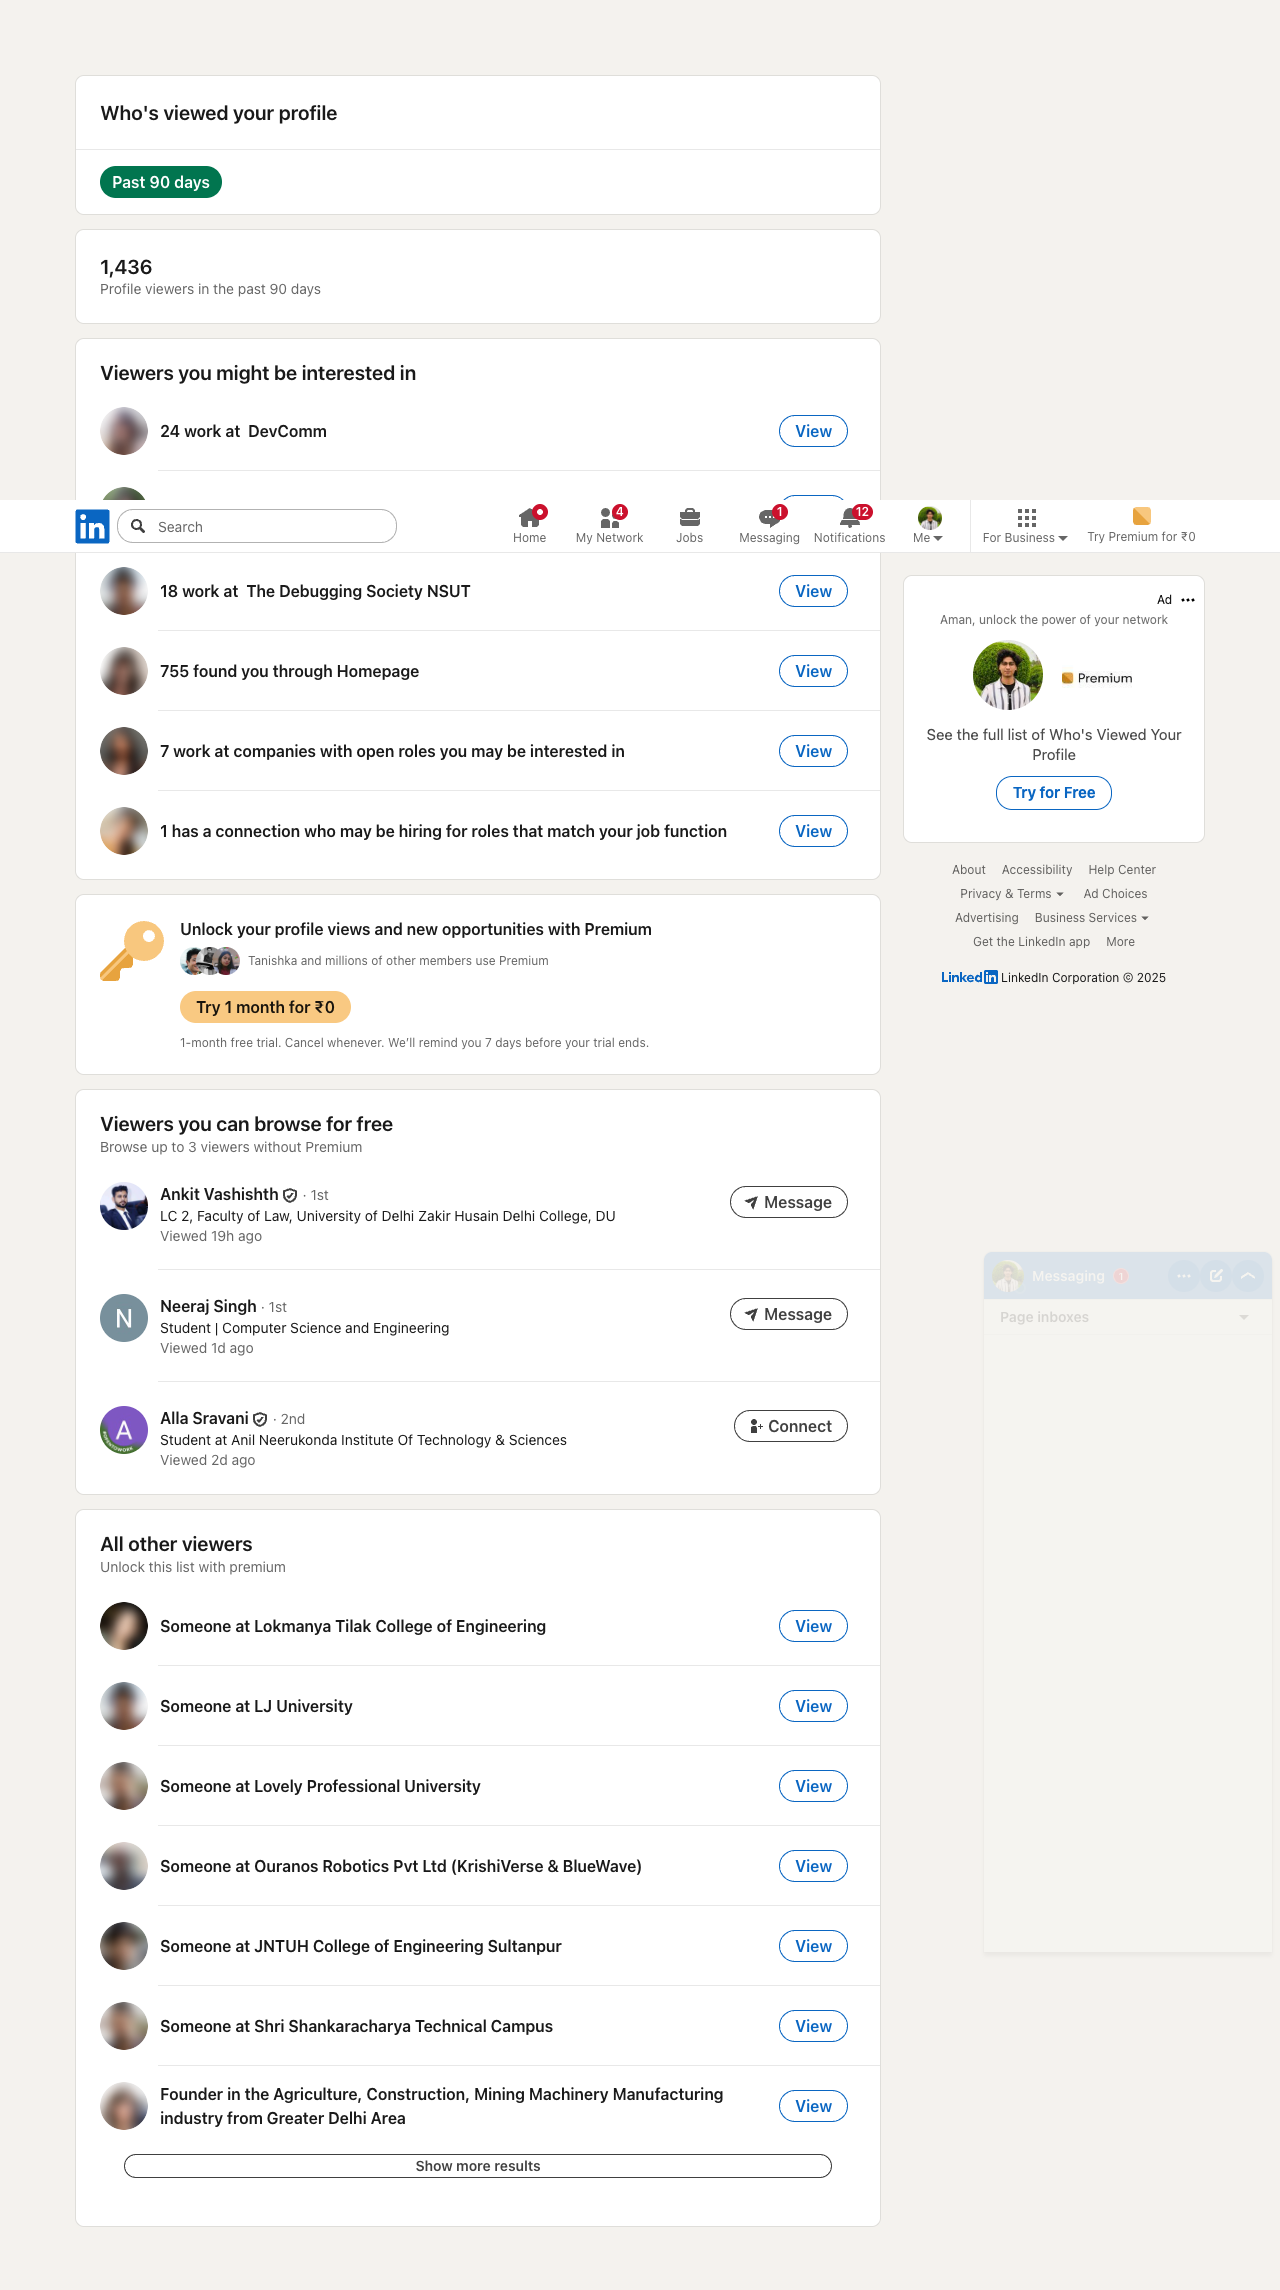 Who's viewed your profile
Past 90 days
1,436
Profile viewers in the past 90 days
Viewers you might be interested in
24 work at DevComm
View
in
Search
Home
4
My Network
Jobs
1
Messaging
12
Notifications
Me
For Business
Try Premium for ₹0
18 work at The Debugging Society NSUT
View
755 found you through Homepage
View
7 work at companies with open roles you may be interested in
View
1 has a connection who may be hiring for roles that match your job function
View
Ad
Aman, unlock the power of your network
Premium
See the full list of Who's Viewed Your
Profile
Try for Free
About Accessibility Help Center
Privacy & Terms Ad Choices
Advertising Business Services
Get the LinkedIn app More
Linkedin LinkedIn Corporation © 2025
Unlock your profile views and new opportunities with Premium
Tanishka and millions of other members use Premium
Try 1 month for ₹0
1-month free trial. Cancel whenever. We'll remind you 7 days before your trial ends.
Viewers you can browse for free
Browse up to 3 viewers without Premium
Ankit Vashishth · 1st
LC 2, Faculty of Law, University of Delhi Zakir Husain Delhi College, DU
Viewed 19h ago
Message
N
Neeraj Singh · 1st
Student | Computer Science and Engineering
Viewed 1d ago
Message
A
Alla Sravani · 2nd
Student at Anil Neerukonda Institute Of Technology & Sciences
Viewed 2d ago
Connect
Messaging 1
Page inboxes
All other viewers
Unlock this list with premium
Someone at Lokmanya Tilak College of Engineering
View
Someone at LJ University
View
Someone at Lovely Professional University
View
Someone at Ouranos Robotics Pvt Ltd (KrishiVerse & BlueWave)
View
Someone at JNTUH College of Engineering Sultanpur
View
Someone at Shri Shankaracharya Technical Campus
View
Founder in the Agriculture, Construction, Mining Machinery Manufacturing
industry from Greater Delhi Area
View
Show more results